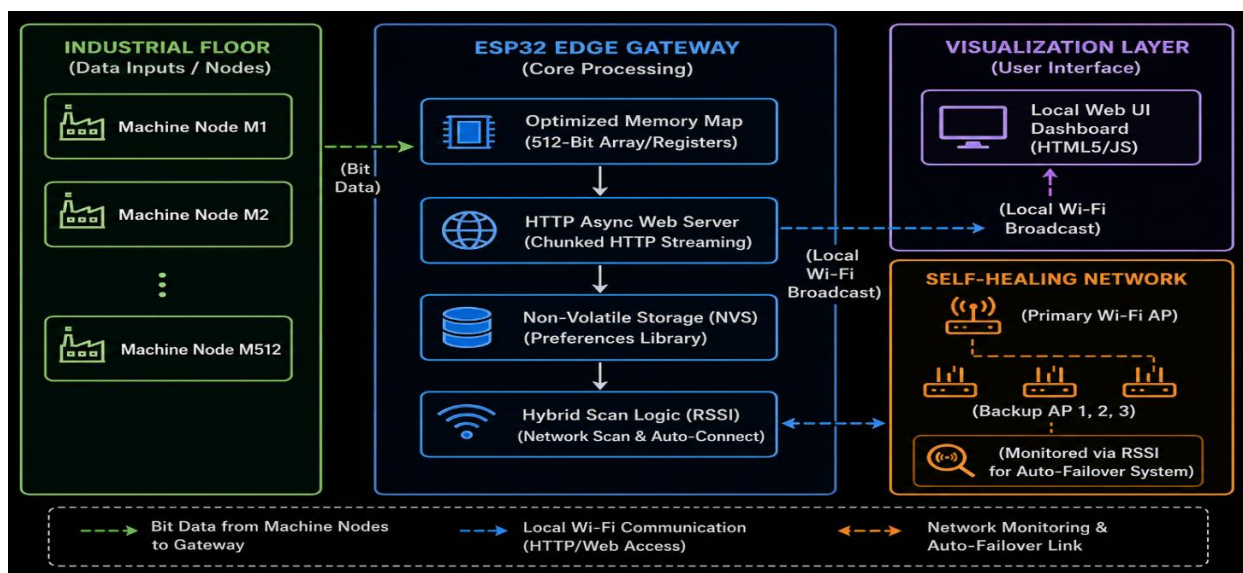 INDUSTRIAL FLOOR
(Data Inputs / Nodes)
Machine Node M1
Machine Node M2
Machine Node M512
(Bit
Data)
ESP32 EDGE GATEWAY
(Core Processing)
Optimized Memory Map
(512-Bit Array/Registers)
HTTP Async Web Server
(Chunked HTTP Streaming)
Non-Volatile Storage (NVS)
(Preferences Library)
Hybrid Scan Logic (RSSI)
(Network Scan & Auto-Connect)
(Local
Wi-Fi
Broadcast)
VISUALIZATION LAYER
(User Interface)
Local Web UI
Dashboard
(HTML5/JS)
(Local Wi-Fi
Broadcast)
SELF-HEALING NETWORK
(Primary Wi-Fi AP)
(Backup AP 1, 2, 3)
(Monitored via RSSI
for Auto-Failover System)
Bit Data from Machine Nodes
to Gateway
Local Wi-Fi Communication
(HTTP/Web Access)
Network Monitoring &
Auto-Failover Link